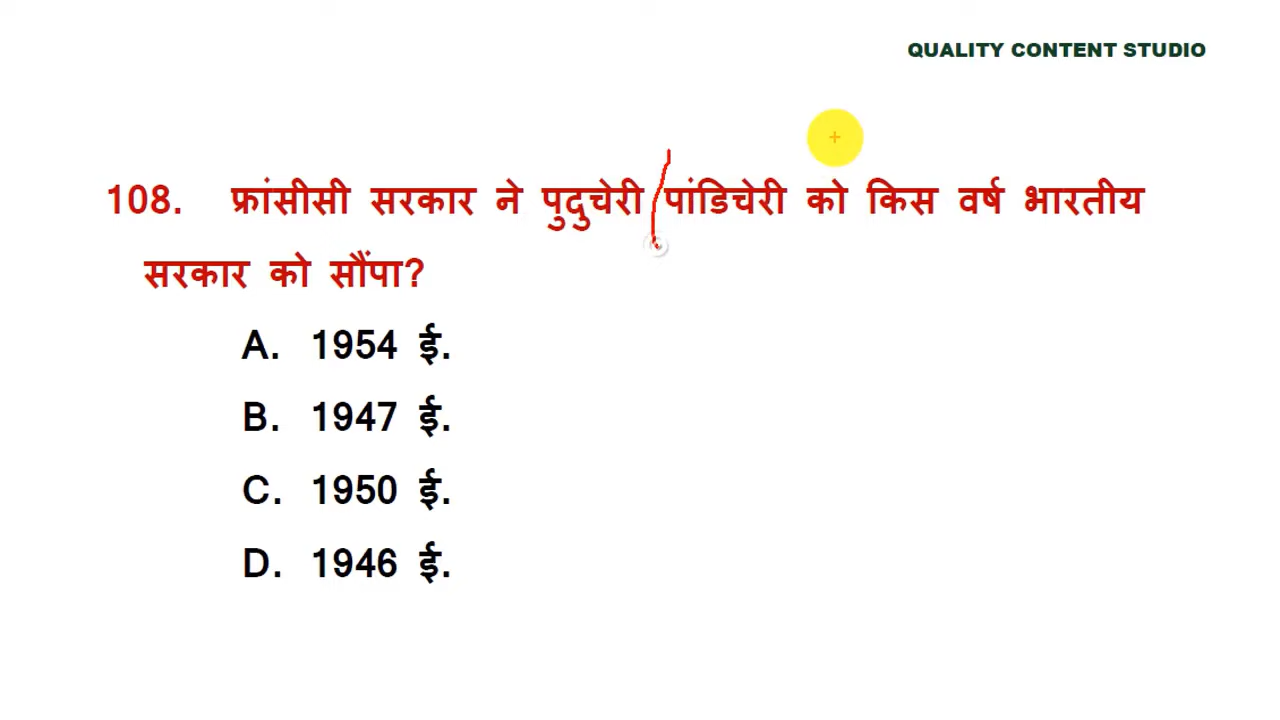 QUALITY CONTENT STUDIO
108. फ्रांसीसी सरकार ने पुदुचेरी/पांडिचेरी को किस वर्ष भारतीय
सरकार को सौंपा?
A. 1954 ई.
B. 1947 ई.
C. 1950 ई.
D. 1946 ई.